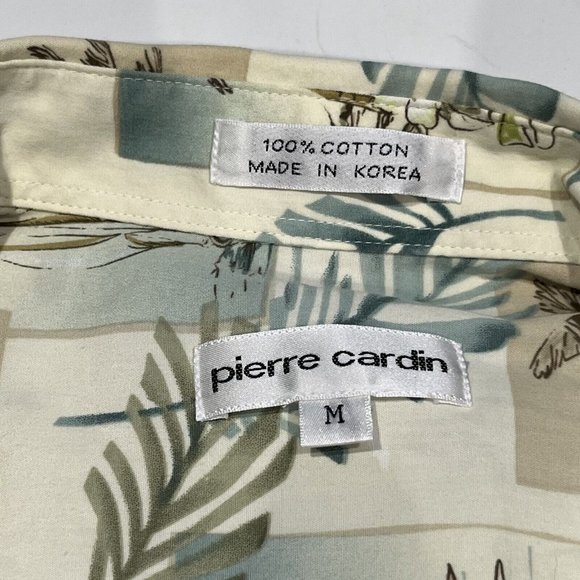 100% COTTON
MADE IN KOREA
pierre cardin
M